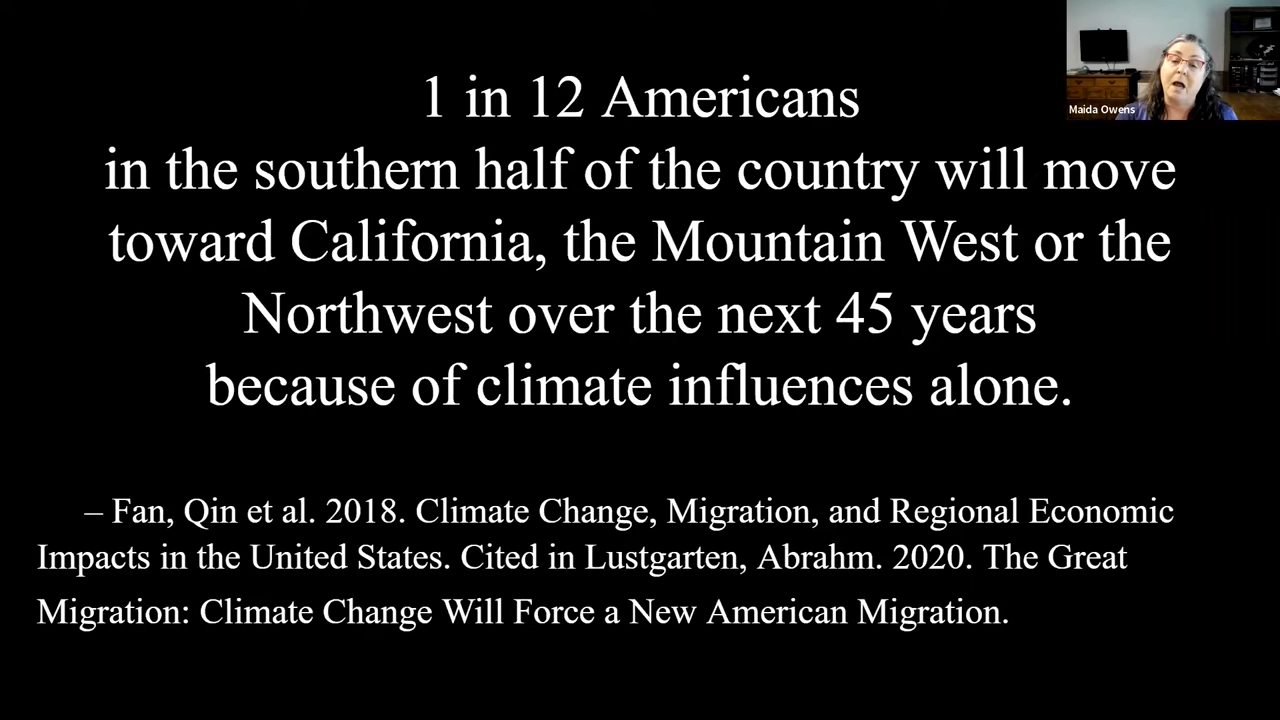 1 in 12 Americans
in the southern half of the country will move
toward California, the Mountain West or the
Northwest over the next 45 years
because of climate influences alone.
– Fan, Qin et al. 2018. Climate Change, Migration, and Regional Economic
Impacts in the United States. Cited in Lustgarten, Abrahm. 2020. The Great
Migration: Climate Change Will Force a New American Migration.
Maida Owens